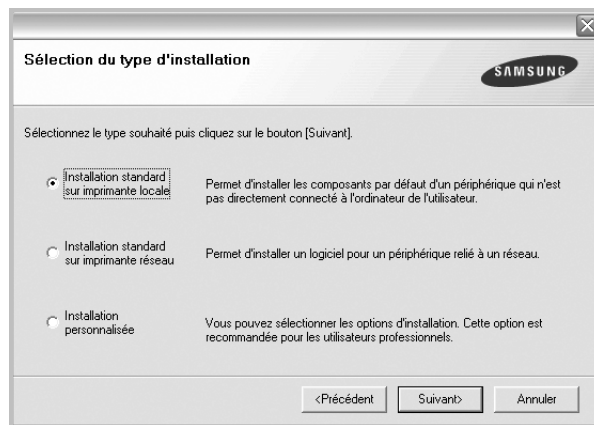 Sélection du type d'installation
SAMSUNG
Sélectionnez le type souhaité puis cliquez sur le bouton [Suivant].
Installation standard
sur imprimante locale
Permet d'installer les composants par défaut d'un périphérique qui n'est
pas directement connecté à l'ordinateur de l'utilisateur.
Installation standard
sur imprimante réseau
Permet d'installer un logiciel pour un périphérique relié à un réseau.
Installation
personnalisée
Vous pouvez sélectionner les options d'installation. Cette option est
recommandée pour les utilisateurs professionnels.
<Précédent
Suivant>
Annuler